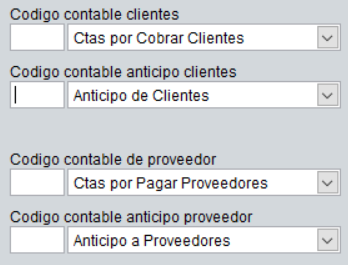 Codigo contable clientes
Ctas por Cobrar Clientes
Codigo contable anticipo clientes
Anticipo de Clientes
Codigo contable de proveedor
Ctas por Pagar Proveedores
Codigo contable anticipo proveedor
Anticipo a Proveedores